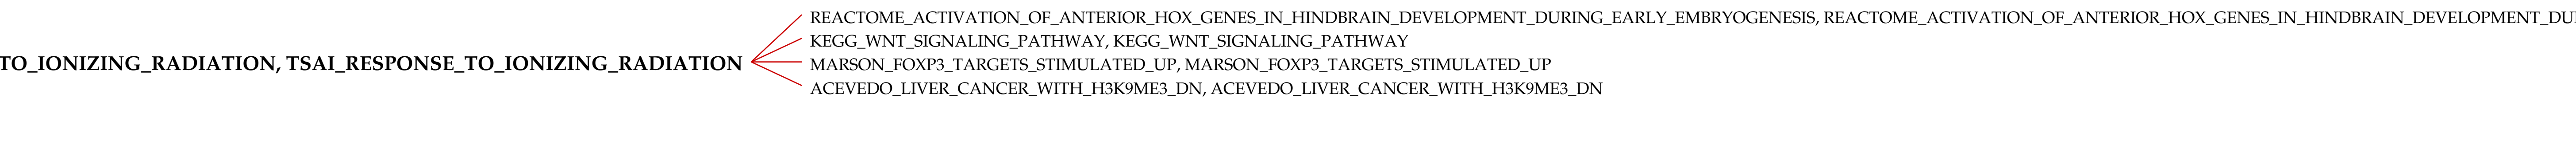 REACTOME_ACTIVATION_OF_ANTERIOR_HOX_GENES_IN_HINDBRAIN_DEVELOPMENT_DURING_EARLY_EMBRYOGENESIS, REACTOME_ACTIVATION_OF_ANTERIOR_HOX_GENES_IN_HINDBRAIN_DEVELOPMENT_DU
KEGG_WNT_SIGNALING_PATHWAY, KEGG_WNT_SIGNALING_PATHWAY
TO_IONIZING_RADIATION, TSAI_RESPONSE_TO_IONIZING_RADIATION
MARSON_FOXP3_TARGETS_STIMULATED_UP, MARSON_FOXP3_TARGETS_STIMULATED_UP
ACEVEDO_LIVER_CANCER_WITH_H3K9ME3_DN, ACEVEDO_LIVER_CANCER_WITH_H3K9ME3_DN